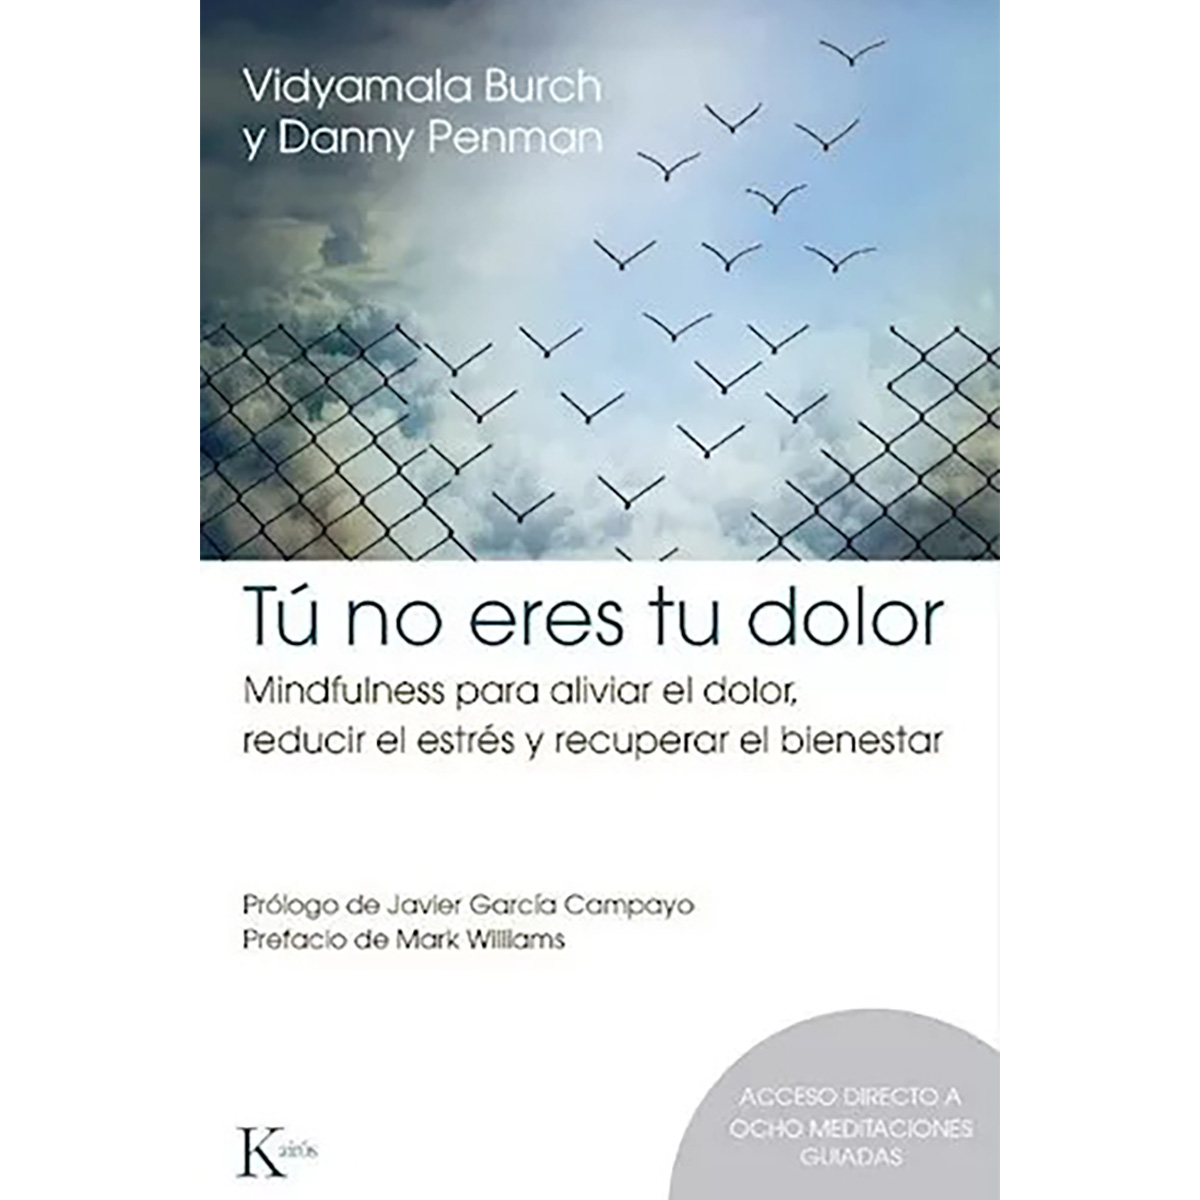 Vidyamala Burch
y Danny Penman
Tú no eres tu dolor
Mindfulness para aliviar el dolor,
reducir el estrés y recuperar el bienestar
Prólogo de Javier García Campayo
Prefacio de Mark Williams
ACCESO DIRECTO A
OCHO MEDITACIONES
GUIADAS
Kairós